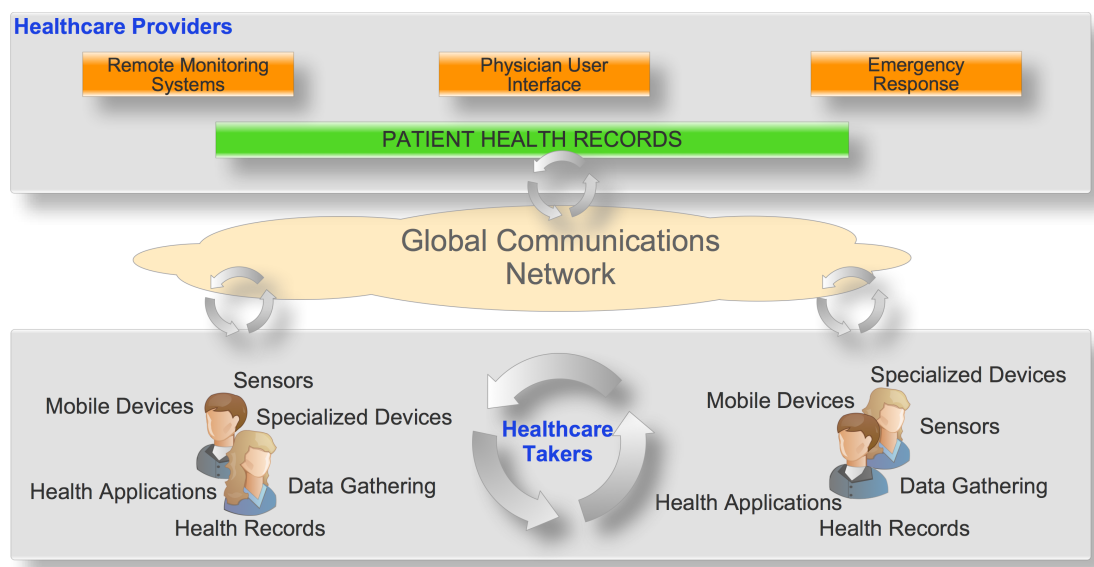 Healthcare Providers
Remote Monitoring
Systems
Physician User
Interface
Emergency
Response
PATIENT HEALTH RECORDS
Global Communications
Network
Sensors
Mobile Devices
Specialized Devices
Health Applications
Data Gathering
Health Records
Healthcare
Takers
Specialized Devices
Mobile Devices
Sensors
Data Gathering
Health Applications
Health Records